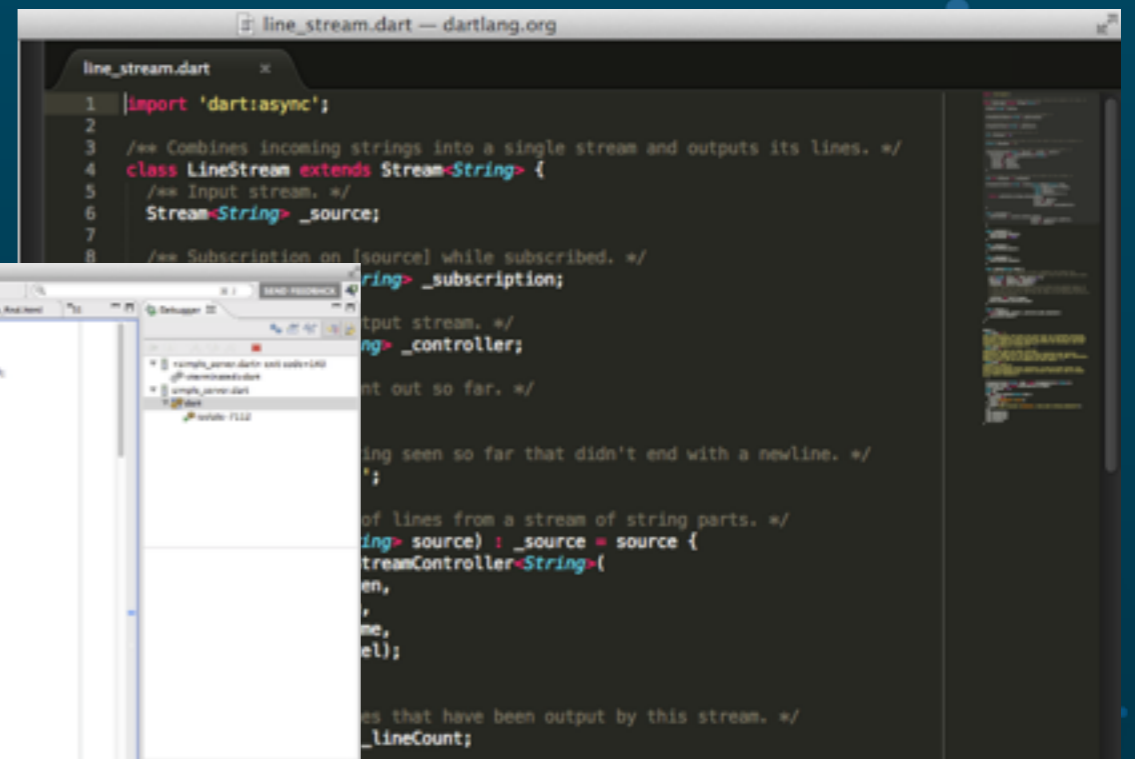 line_stream.dart — dartlang.org
line_stream.dart ×
1 import 'dart:async';
2
3 /** Combines incoming strings into a single stream and outputs its lines. */
4 class LineStream extends Stream<String> {
5 /** Input stream. */
6 Stream<String> _source;
7
8 /** Subscription on [source] while subscribed. */
ring> _subscription;
tput stream. */
ng> _controller;
nt out so far. */
ing seen so far that didn't end with a newline. */
';
of lines from a stream of string parts. */
ing> source) : _source = source {
treamController<String>(
en,
,
me,
el);
es that have been output by this stream. */
_lineCount;
SEND FEEDBACK
Debugger
simple_server.dart
dart